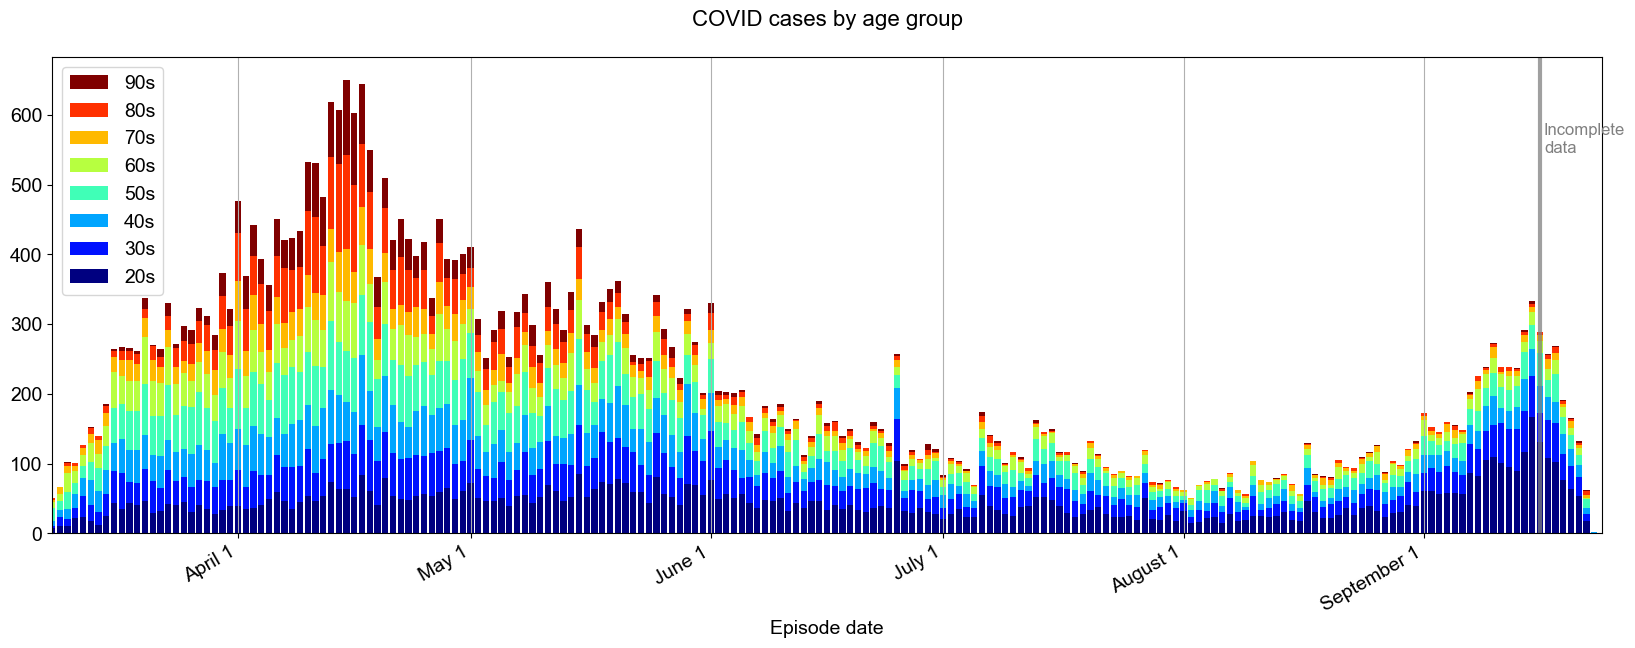 COVID cases by age group
90s
80s
70s
60s
50s
40s
30s
20s
600
500
400
300
200
100
0
Incomplete
data
April 1
May 1
June 1
July 1
August 1
September 1
Episode date